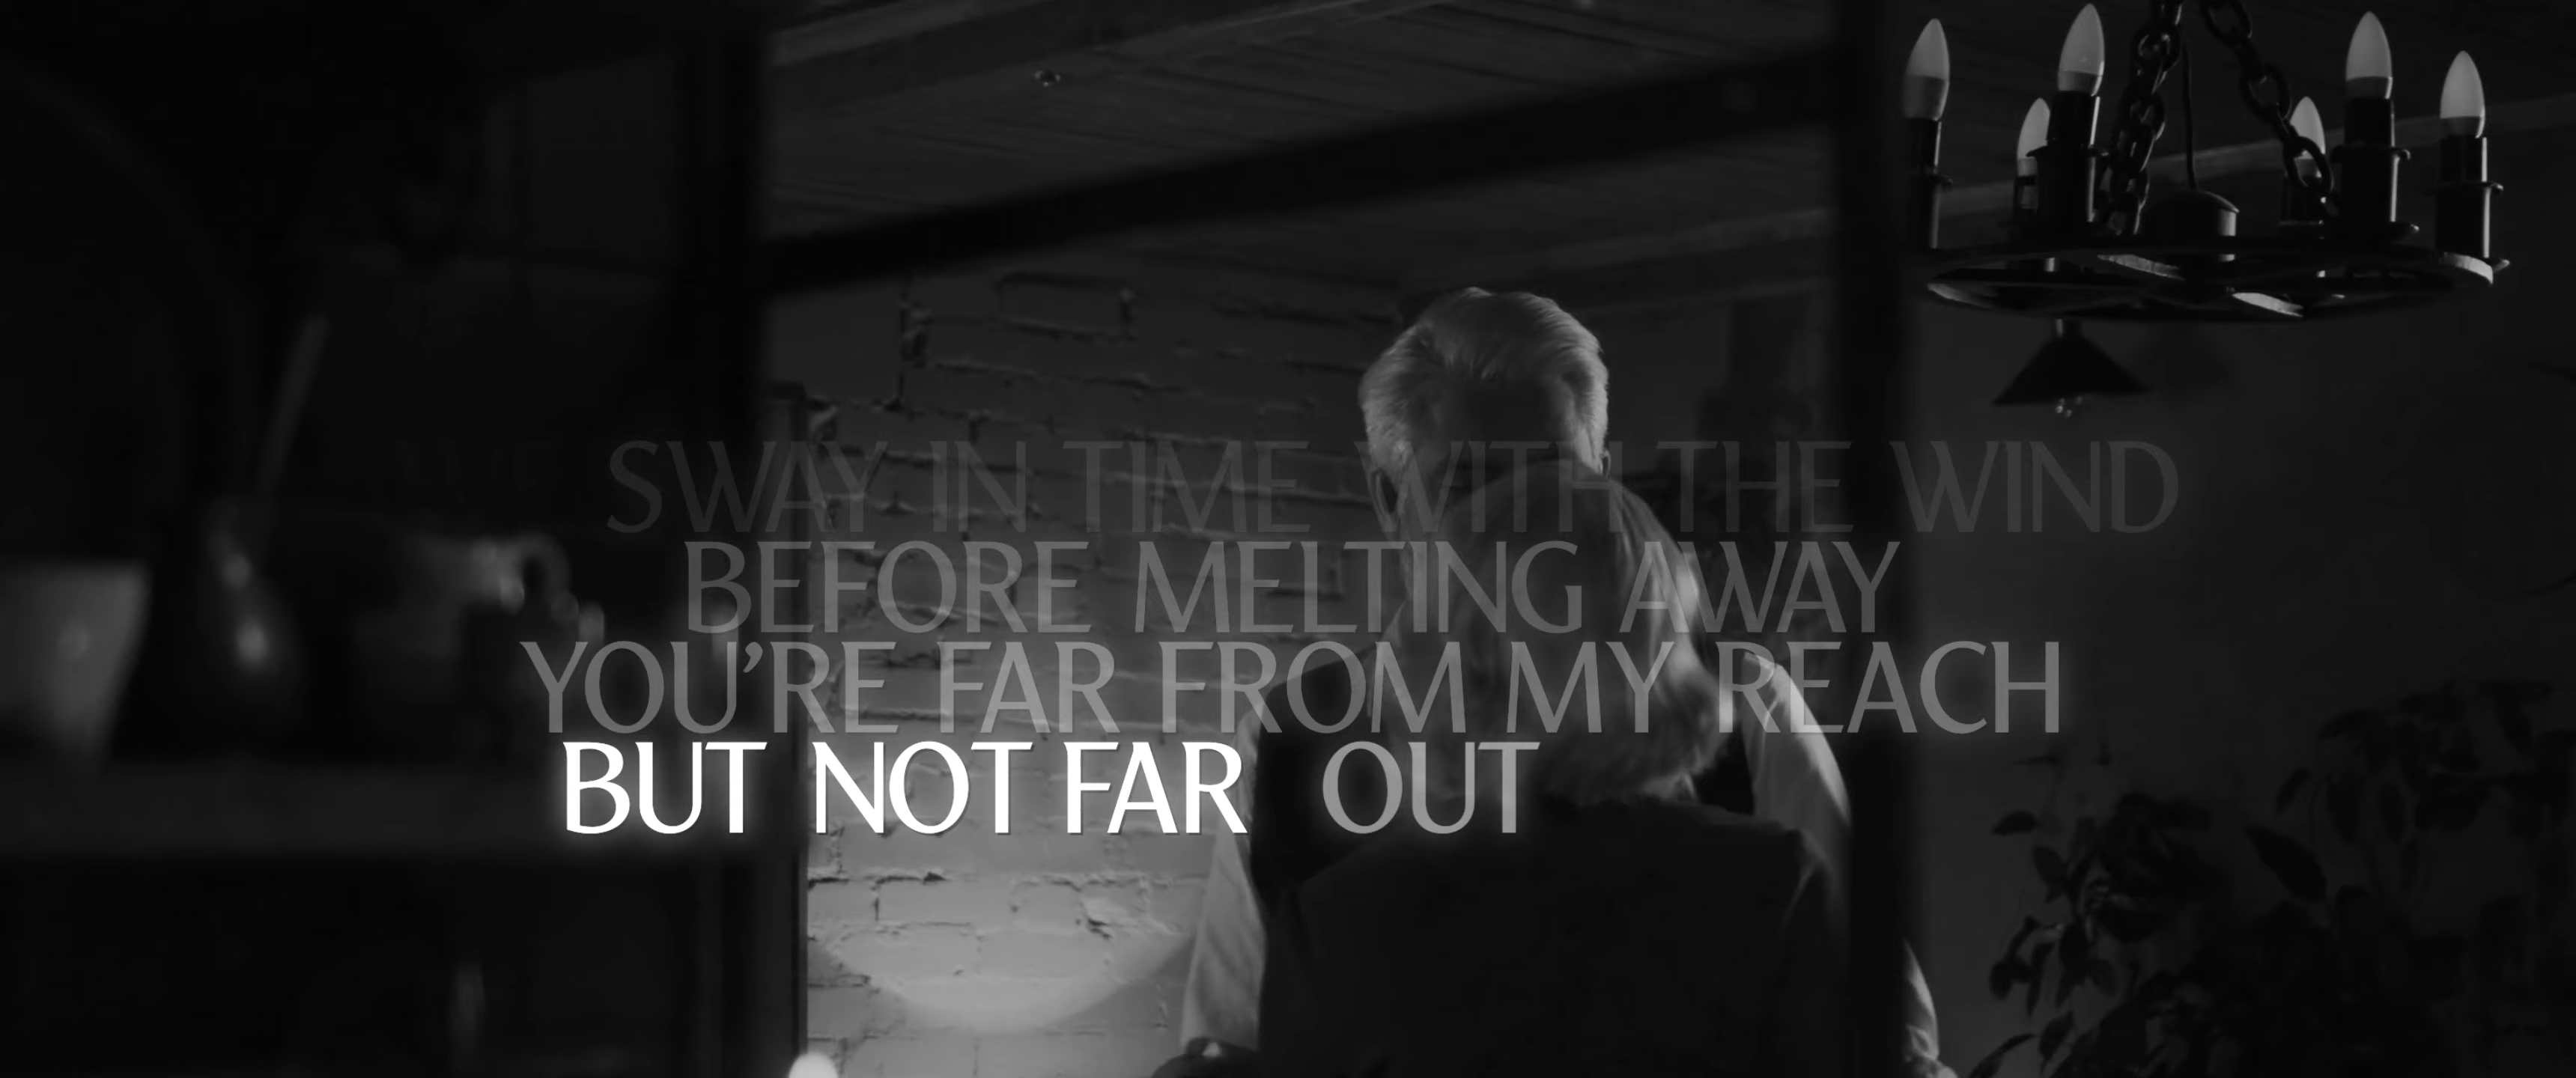 SWAY IN TIME WITH THE WIND
BEFORE MELTING AWAY
YOU’RE FAR FROM MY REACH
BUT NOT FAR OUT